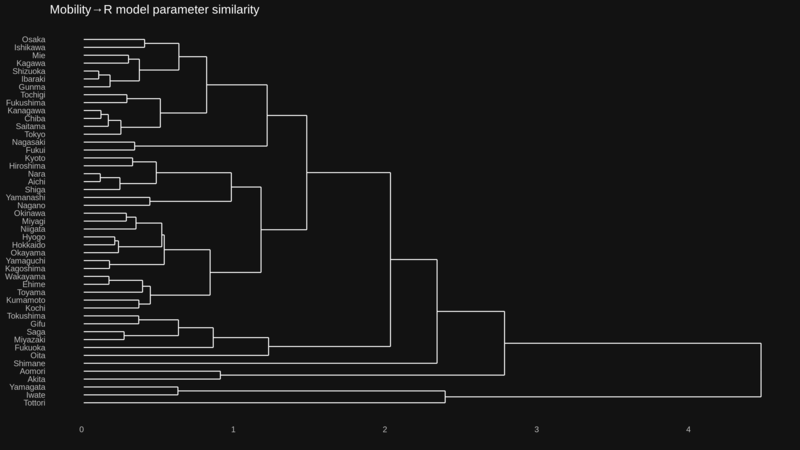 Mobility→R model parameter similarity
Osaka
Ishikawa
Mie
Kagawa
Shizuoka
Ibaraki
Gunma
Tochigi
Fukushima
Kanagawa
Chiba
Saitama
Tokyo
Nagasaki
Fukui
Kyoto
Hiroshima
Nara
Aichi
Shiga
Yamanashi
Nagano
Okinawa
Miyagi
Niigata
Hyogo
Hokkaido
Okayama
Yamaguchi
Kagoshima
Wakayama
Ehime
Toyama
Kumamoto
Kochi
Tokushima
Gifu
Saga
Miyazaki
Fukuoka
Oita
Shimane
Aomori
Akita
Yamagata
Iwate
Tottori
0 1 2 3 4